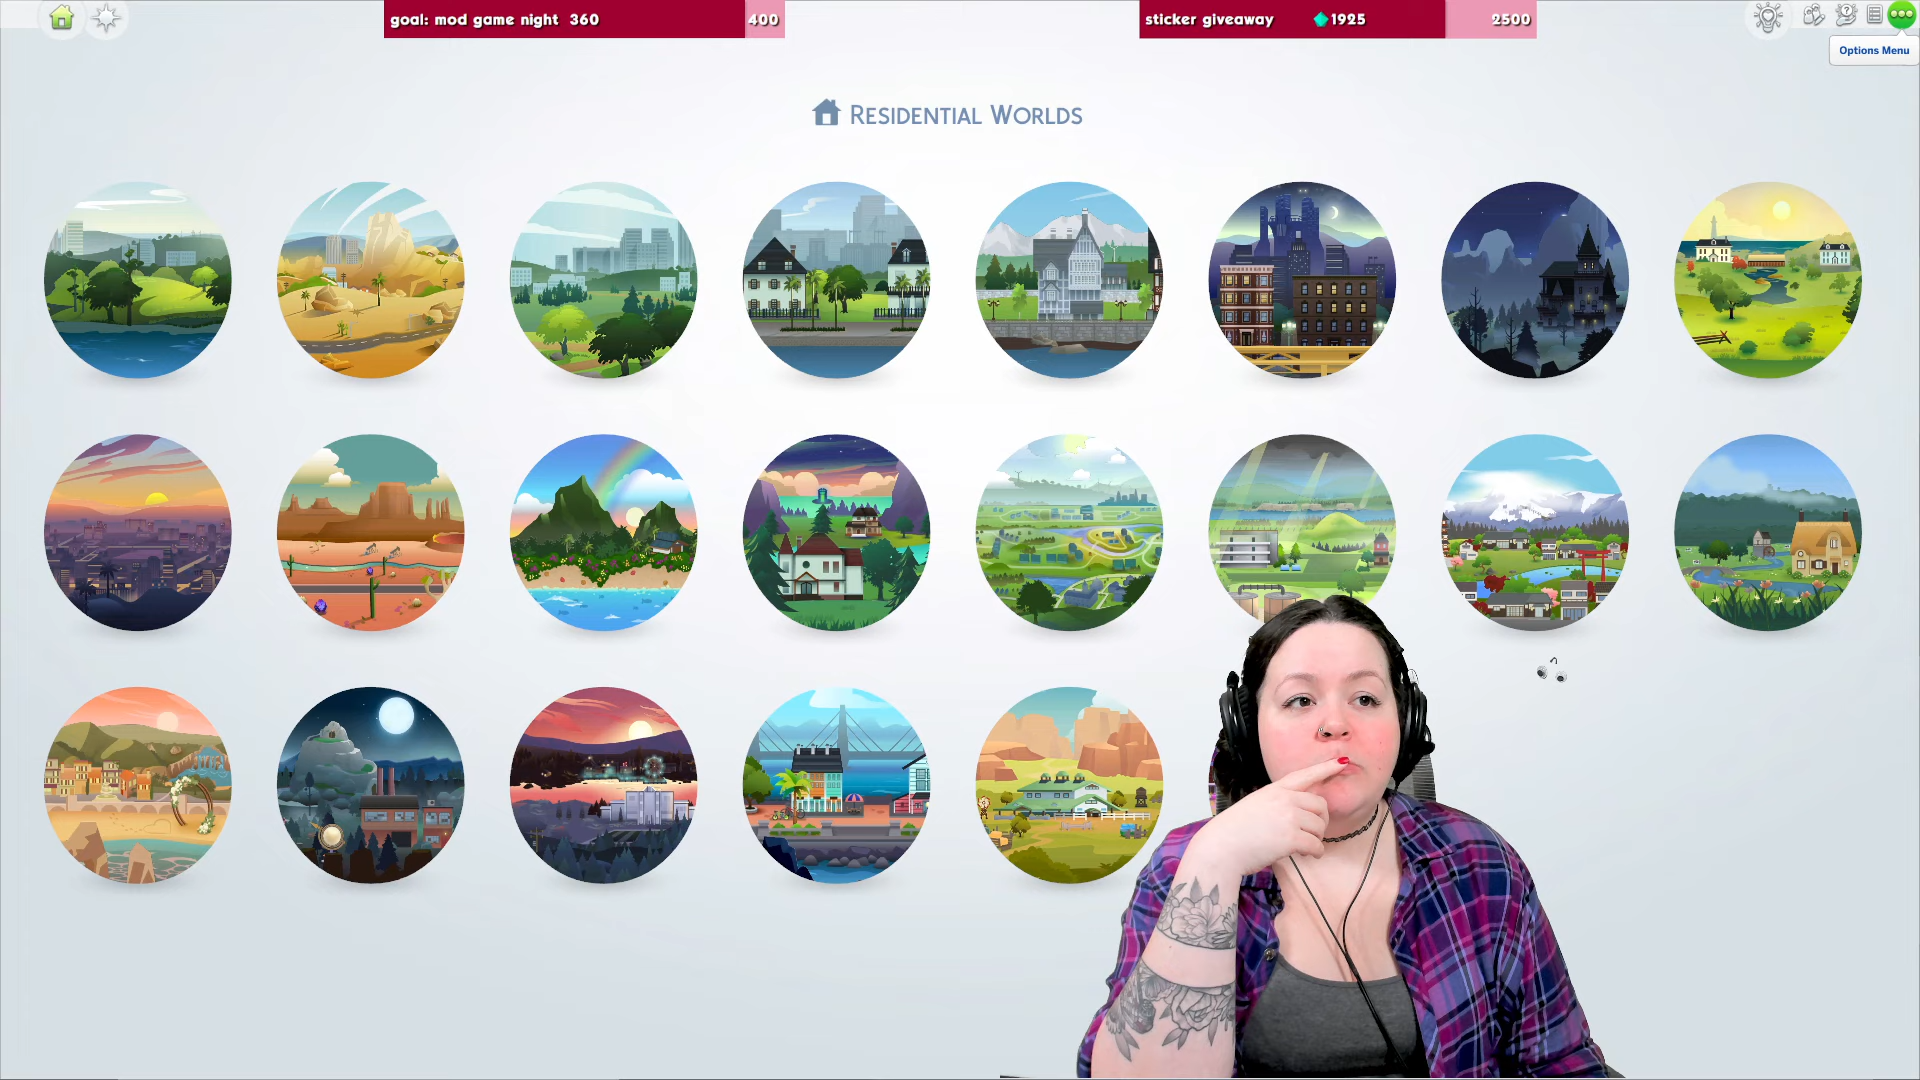 goal: mod game night 360 400
sticker giveaway 1925 2500
Options Menu
RESIDENTIAL WORLDS